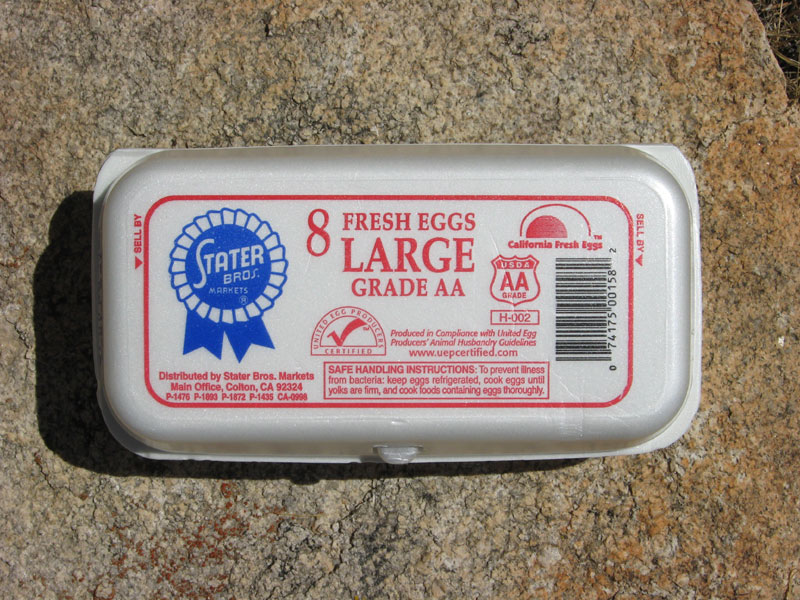 SELL BY
STATER
BROS.
MARKETS
®
8 FRESH EGGS
LARGE
GRADE AA
California Fresh Eggs™
USDA
AA
GRADE
H-002
SELL BY
UNITED EGG PRODUCERS
CERTIFIED
Produced in Compliance with United Egg
Producers' Animal Husbandry Guidelines
www.uepcertified.com
Distributed by Stater Bros. Markets
Main Office, Colton, CA 92324
P-1476 P-1893 P-1872 P-1435 CA-0998
SAFE HANDLING INSTRUCTIONS: To prevent illness
from bacteria: keep eggs refrigerated, cook eggs until
yolks are firm, and cook foods containing eggs thoroughly.
0 74175 00158 2